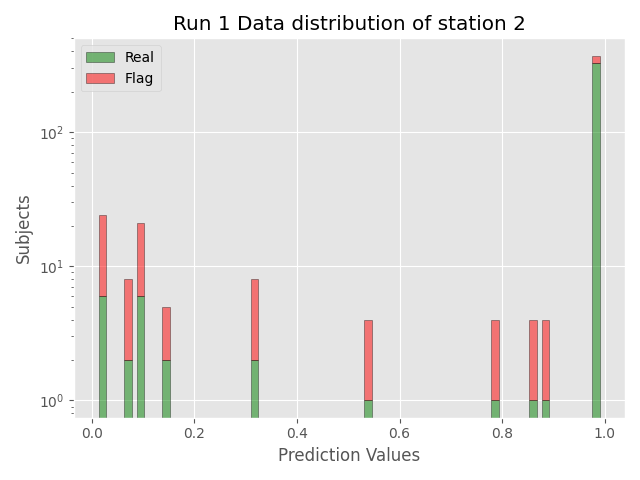 Run 1 Data distribution of station 2
Real
Flag
10²
10¹
10⁰
Subjects
0.0 0.2 0.4 0.6 0.8 1.0
Prediction Values